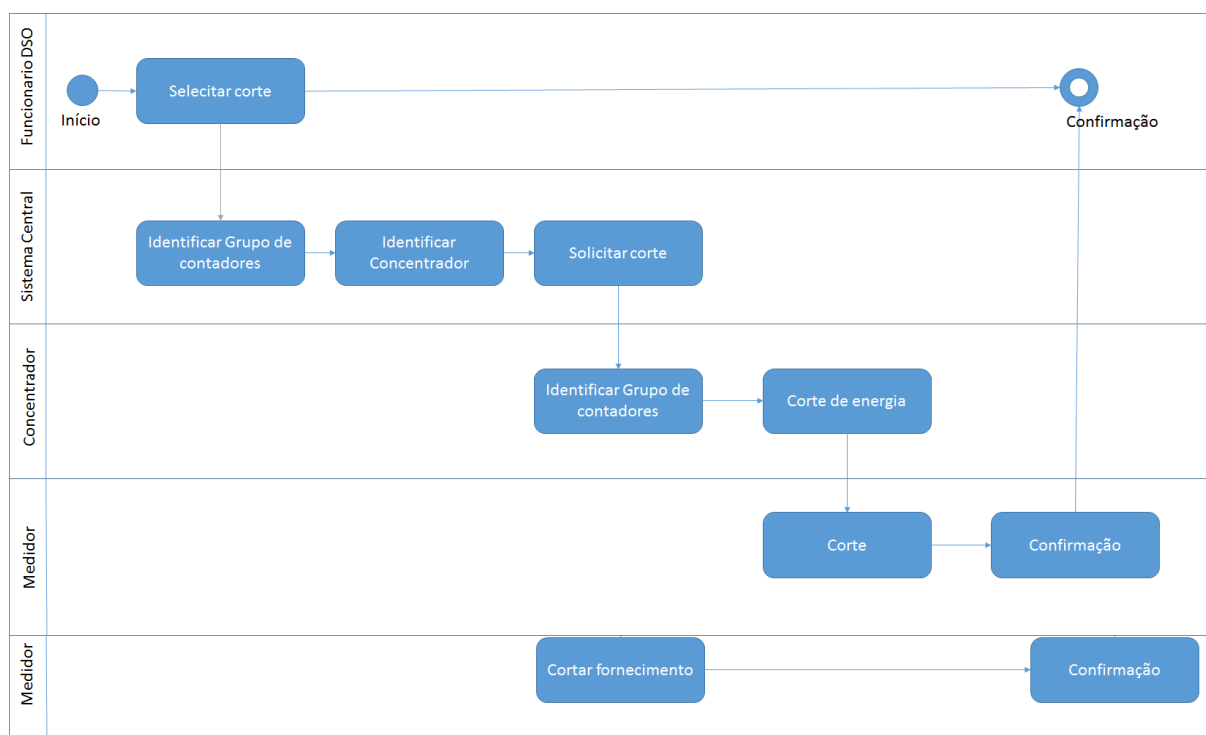 Funcionario DSO
Início
Selecitar corte
Confirmação
Sistema Central
Identificar Grupo de
contadores
Identificar
Concentrador
Solicitar corte
Concentrador
Identificar Grupo de
contadores
Corte de energia
Medidor
Corte
Confirmação
Medidor
Cortar fornecimento
Confirmação